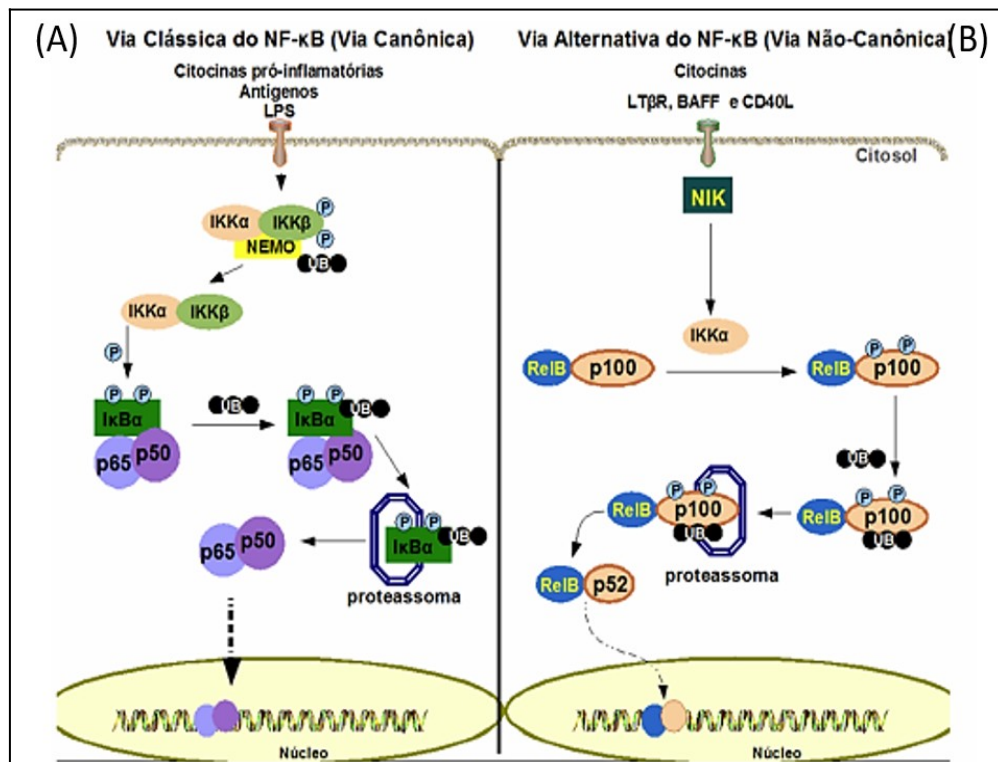 (A)
Via Clássica do NF-κB (Via Canônica)
Citocinas pró-inflamatórias
Antígenos
LPS
IKKα
IKKβ
P
P
NEMO
UB
IKKα
IKKβ
P
P
P
IκBα
p65
p50
UB
P
P
IκBα
UB
p65
p50
P
P
IκBα
UB
proteassoma
p65
p50
Núcleo
Via Alternativa do NF-κB (Via Não-Canônica)
(B)
Citocinas
LTβR, BAFF e CD40L
Citosol
NIK
IKKα
RelB
p100
P
P
RelB
p100
UB
P
P
RelB
p100
UB
P
P
RelB
p100
UB
proteassoma
RelB
p52
Núcleo